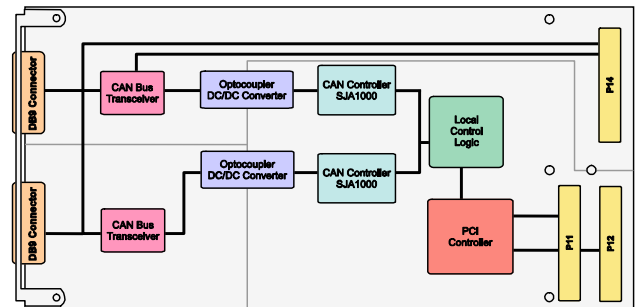 DB9 Connector
CAN Bus
Transceiver
Optocoupler
DC/DC Converter
CAN Controller
SJA1000
Local
Control
Logic
P14
DB9 Connector
CAN Bus
Transceiver
Optocoupler
DC/DC Converter
CAN Controller
SJA1000
PCI
Controller
P11
P12